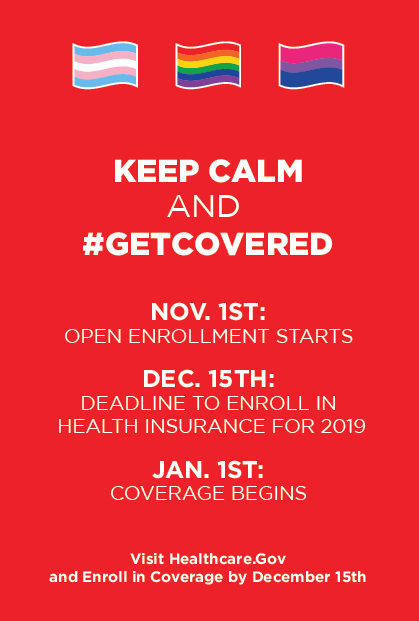 KEEP CALM
AND
#GETCOVERED
NOV. 1ST:
OPEN ENROLLMENT STARTS
DEC. 15TH:
DEADLINE TO ENROLL IN
HEALTH INSURANCE FOR 2019
JAN. 1ST:
COVERAGE BEGINS
Visit Healthcare.Gov
and Enroll in Coverage by December 15th